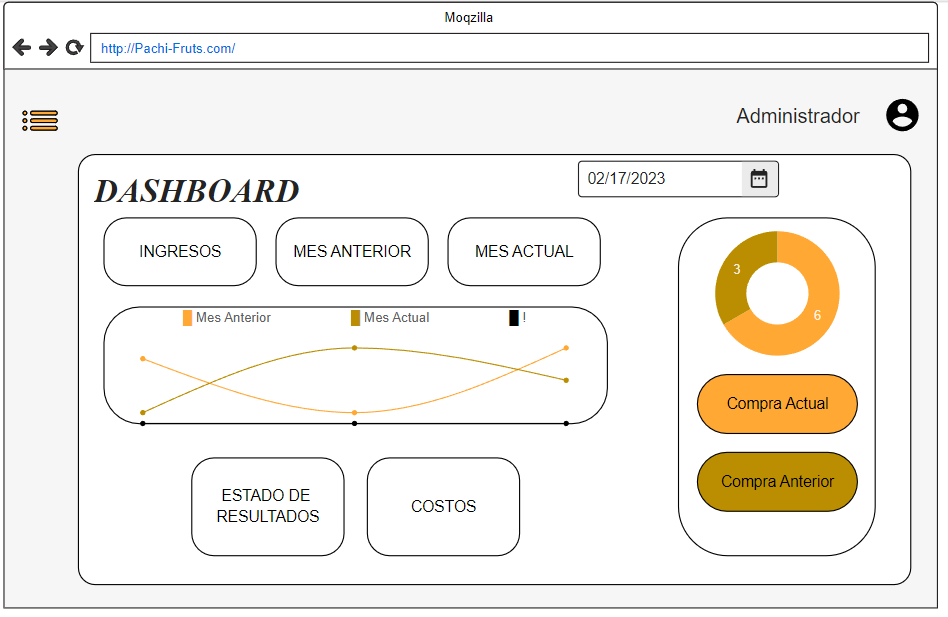 Moqzilla
http://Pachi-Fruts.com/
Administrador
DASHBOARD
02/17/2023
INGRESOS
MES ANTERIOR
MES ACTUAL
Mes Anterior
Mes Actual
!
3
6
Compra Actual
Compra Anterior
ESTADO DE
RESULTADOS
COSTOS